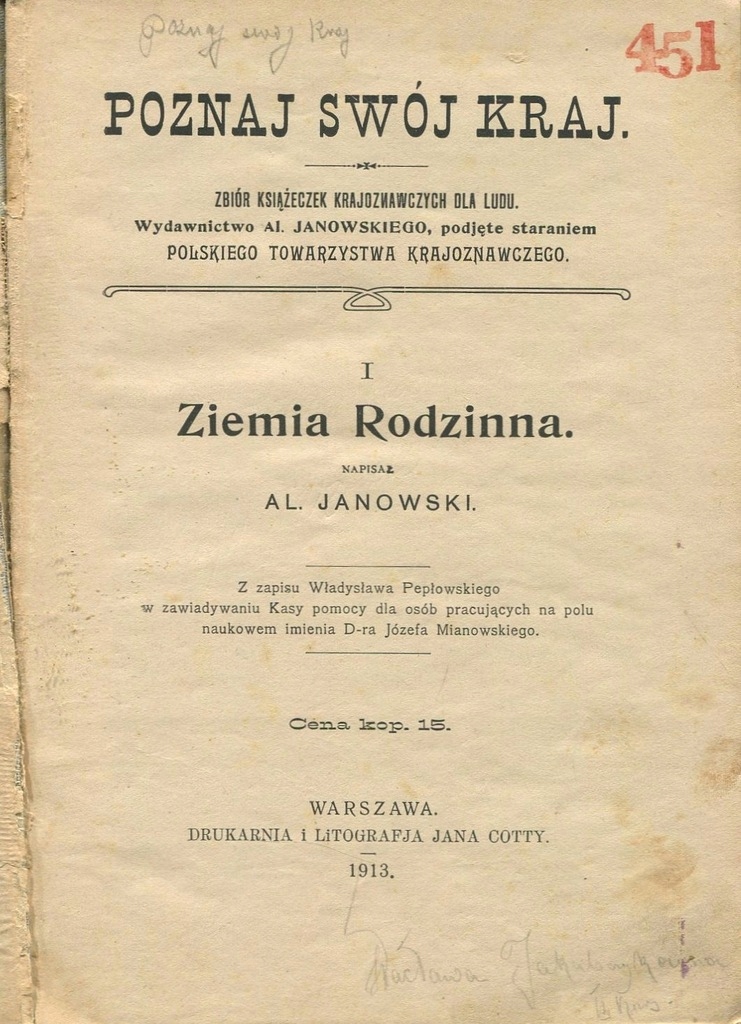 Poznaj swój Kraj
451
POZNAJ SWÓJ KRAJ.
ZBIÓR KSIĄŻECZEK KRAJOZNAWCZYCH DLA LUDU.
Wydawnictwo Al. JANOWSKIEGO, podjęte staraniem
POLSKIEGO TOWARZYSTWA KRAJOZNAWCZEGO.
I
Ziemia Rodzinna.
NAPISAŁ
AL. JANOWSKI.
Z zapisu Władysława Pepłowskiego
w zawiadywaniu Kasy pomocy dla osób pracujących na polu
naukowem imienia D-ra Józefa Mianowskiego.
Cena kop. 15.
WARSZAWA.
DRUKARNIA i LiTOGRAFJA JANA COTTY.
1913.
Wacława